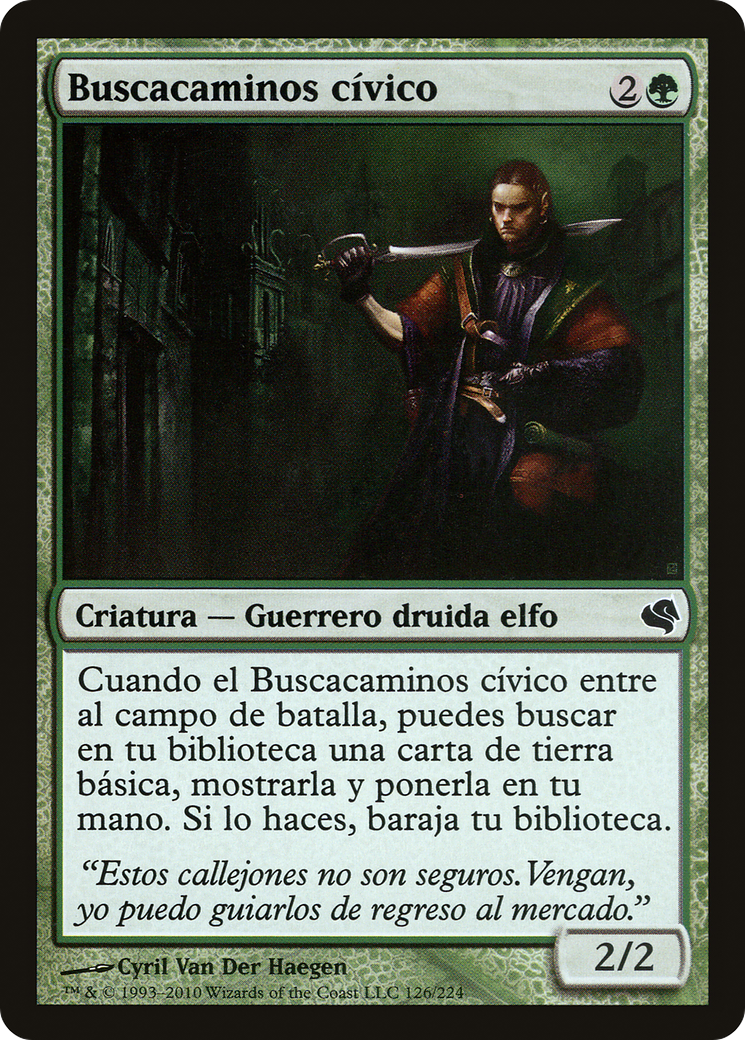 Buscacaminos cívico 2
Criatura — Guerrero druida elfo
Cuando el Buscacaminos cívico entre
al campo de batalla, puedes buscar
en tu biblioteca una carta de tierra
básica, mostrarla y ponerla en tu
mano. Si lo haces, baraja tu biblioteca.
“Estos callejones no son seguros. Vengan,
yo puedo guiarlos de regreso al mercado.”
2/2
Cyril Van Der Haegen
™ & © 1993–2010 Wizards of the Coast LLC 126/224